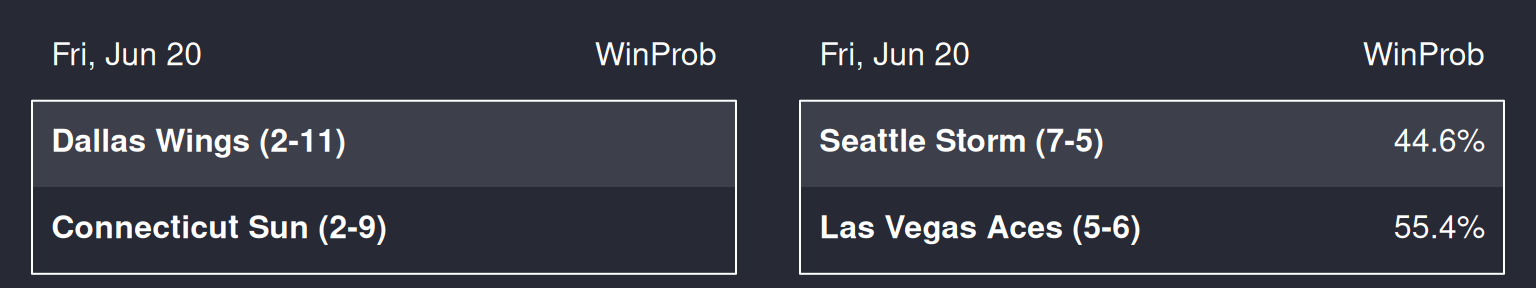 Fri, Jun 20 WinProb
Dallas Wings (2-11)
Connecticut Sun (2-9)
Fri, Jun 20 WinProb
Seattle Storm (7-5) 44.6%
Las Vegas Aces (5-6) 55.4%